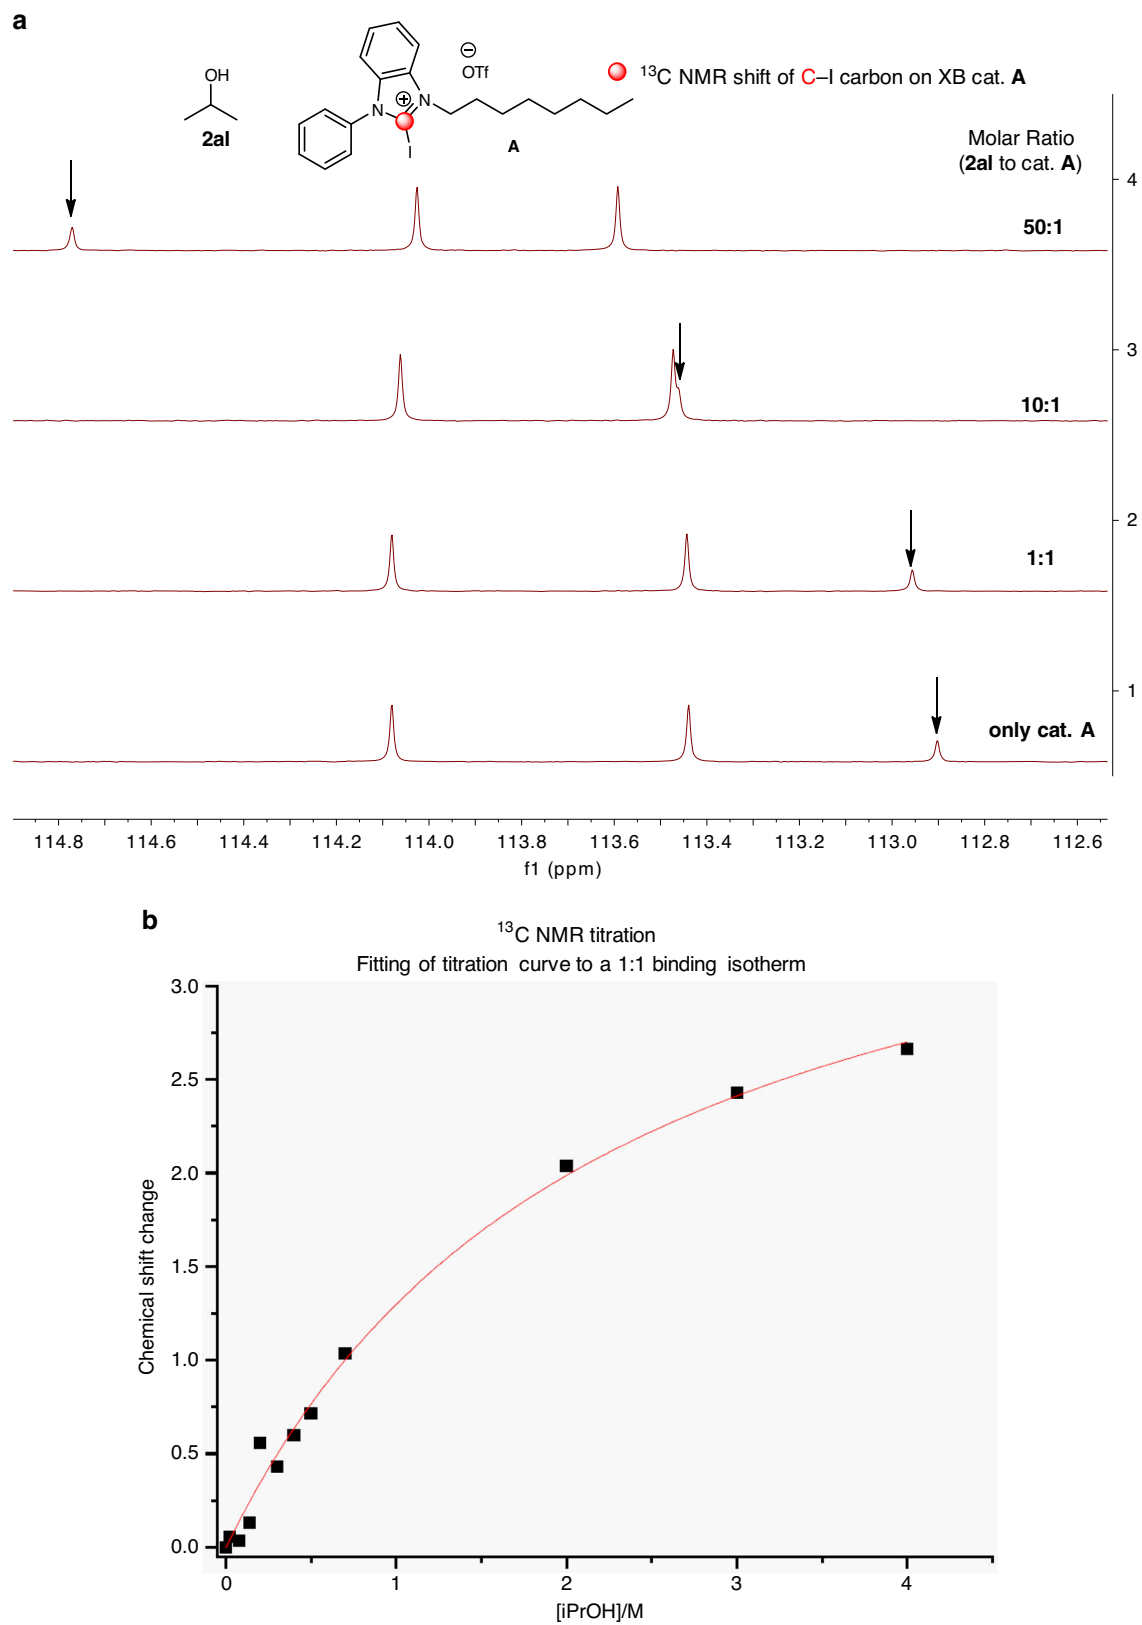 a
OH
2al
N
N
I
⊕
⊖
OTf
A
13C NMR shift of C–I carbon on XB cat. A
Molar Ratio
(2al to cat. A)
50:1
10:1
1:1
only cat. A
4
3
2
1
114.8 114.6 114.4 114.2 114.0 113.8 113.6 113.4 113.2 113.0 112.8 112.6
f1 (ppm)
b
13C NMR titration
Fitting of titration curve to a 1:1 binding isotherm
Chemical shift change
3.0
2.5
2.0
1.5
1.0
0.5
0.0
0 1 2 3 4
[iPrOH]/M